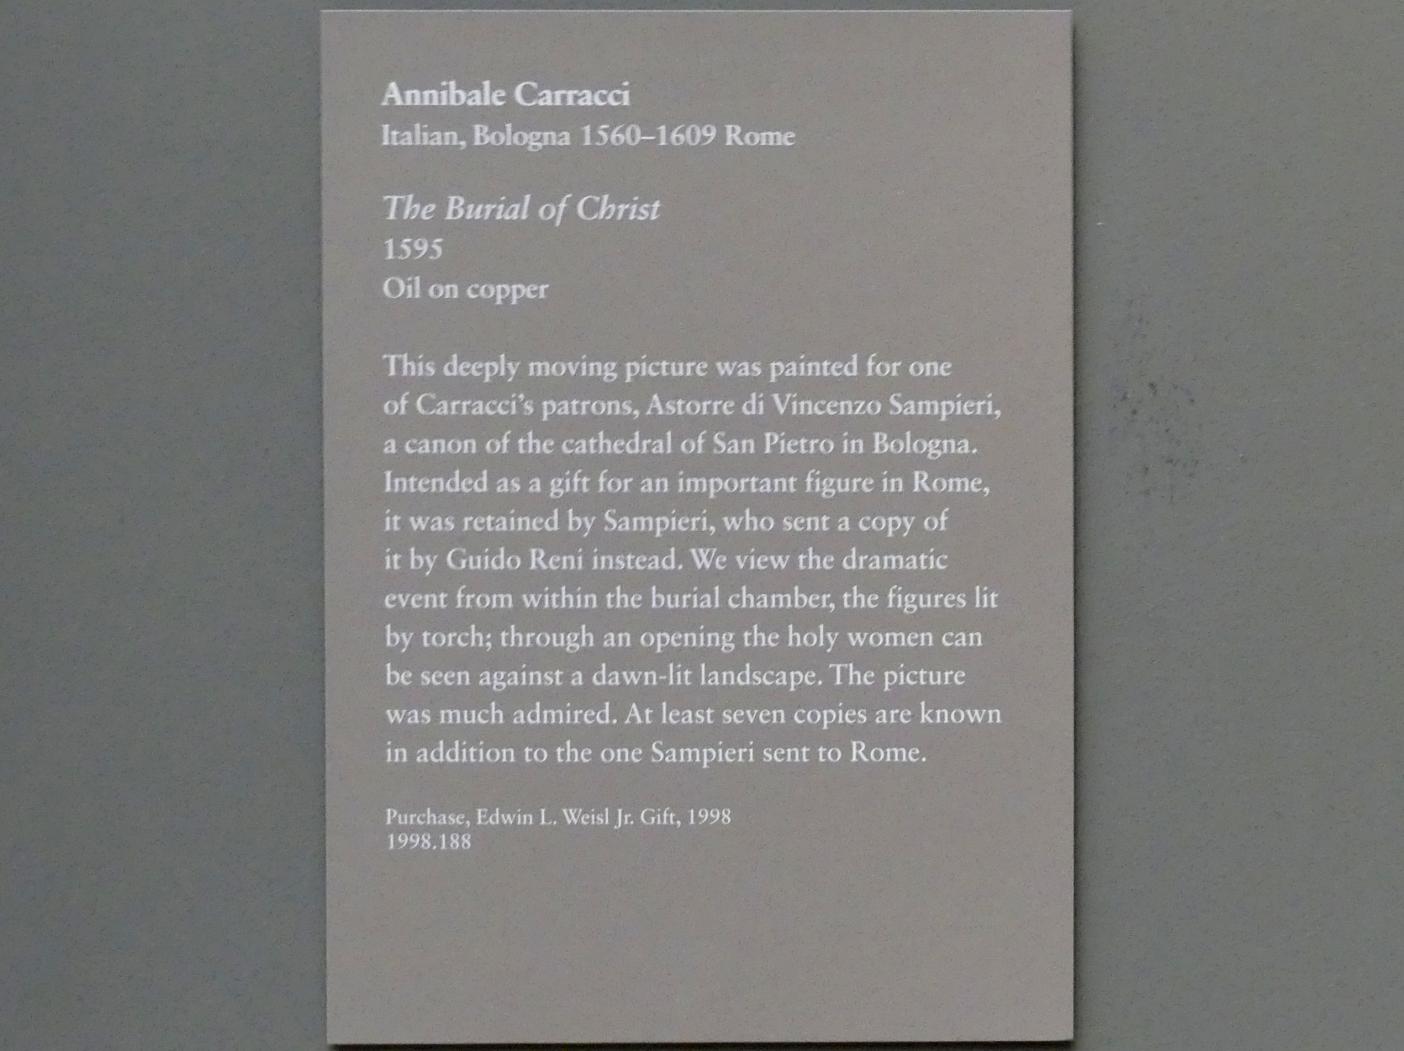 Annibale Carracci
Italian, Bologna 1560–1609 Rome
The Burial of Christ
1595
Oil on copper
This deeply moving picture was painted for one
of Carracci’s patrons, Astorre di Vincenzo Sampieri,
a canon of the cathedral of San Pietro in Bologna.
Intended as a gift for an important figure in Rome,
it was retained by Sampieri, who sent a copy of
it by Guido Reni instead. We view the dramatic
event from within the burial chamber, the figures lit
by torch; through an opening the holy women can
be seen against a dawn-lit landscape. The picture
was much admired. At least seven copies are known
in addition to the one Sampieri sent to Rome.
Purchase, Edwin L. Weisl Jr. Gift, 1998
1998.188